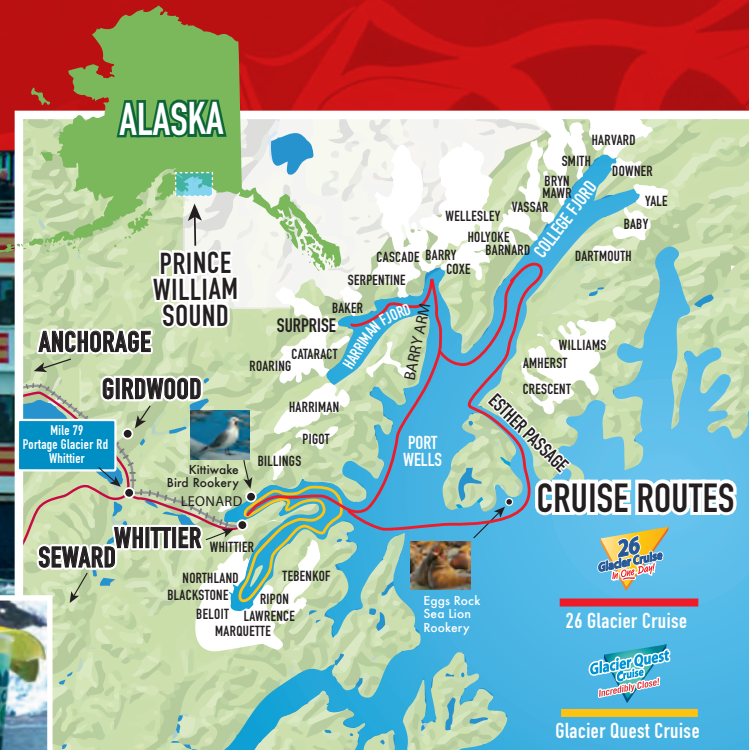 ALASKA
PRINCE
WILLIAM
SOUND
ANCHORAGE
GIRDWOOD
Mile 79
Portage Glacier Rd
Whittier
Kittiwake
Bird Rookery
LEONARD
WHITTIER
WHITTIER
SEWARD
HARVARD
SMITH
DOWNER
BRYN
MAWR
YALE
VASSAR
BABY
WELLESLEY
COLLEGE FJORD
HOLYOKE
BARNARD
DARTMOUTH
CASCADE
BARRY
COXE
SERPENTINE
BAKER
SURPRISE
HARRIMAN FJORD
BARRY ARM
CATARACT
ROARING
HARRIMAN
PIGOT
BILLINGS
WILLIAMS
AMHERST
CRESCENT
ESTHER PASSAGE
PORT
WELLS
NORTHLAND
BLACKSTONE
BELOIT
TEBENKOF
RIPON
LAWRENCE
MARQUETTE
Eggs Rock
Sea Lion
Rookery
CRUISE ROUTES
26
Glacier Cruise
In One Day!
26 Glacier Cruise
Glacier Quest
Cruise
Incredibly Close!
Glacier Quest Cruise